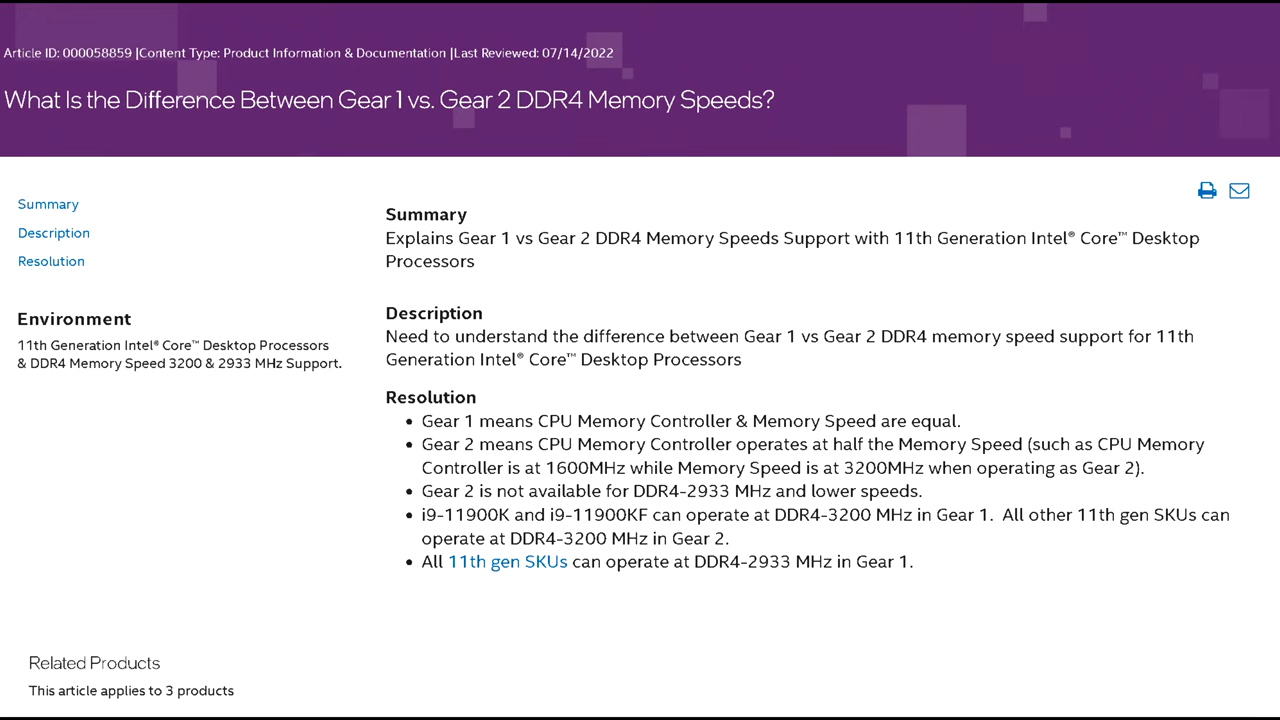 Article ID: 000058859 |Content Type: Product Information & Documentation |Last Reviewed: 07/14/2022
What Is the Difference Between Gear 1 vs. Gear 2 DDR4 Memory Speeds?
Summary
Description
Resolution
Environment
11th Generation Intel® Core™ Desktop Processors
& DDR4 Memory Speed 3200 & 2933 MHz Support.
Summary
Explains Gear 1 vs Gear 2 DDR4 Memory Speeds Support with 11th Generation Intel® Core™ Desktop
Processors
Description
Need to understand the difference between Gear 1 vs Gear 2 DDR4 memory speed support for 11th
Generation Intel® Core™ Desktop Processors
Resolution
• Gear 1 means CPU Memory Controller & Memory Speed are equal.
• Gear 2 means CPU Memory Controller operates at half the Memory Speed (such as CPU Memory
Controller is at 1600MHz while Memory Speed is at 3200MHz when operating as Gear 2).
• Gear 2 is not available for DDR4-2933 MHz and lower speeds.
• i9-11900K and i9-11900KF can operate at DDR4-3200 MHz in Gear 1. All other 11th gen SKUs can
operate at DDR4-3200 MHz in Gear 2.
• All 11th gen SKUs can operate at DDR4-2933 MHz in Gear 1.
Related Products
This article applies to 3 products